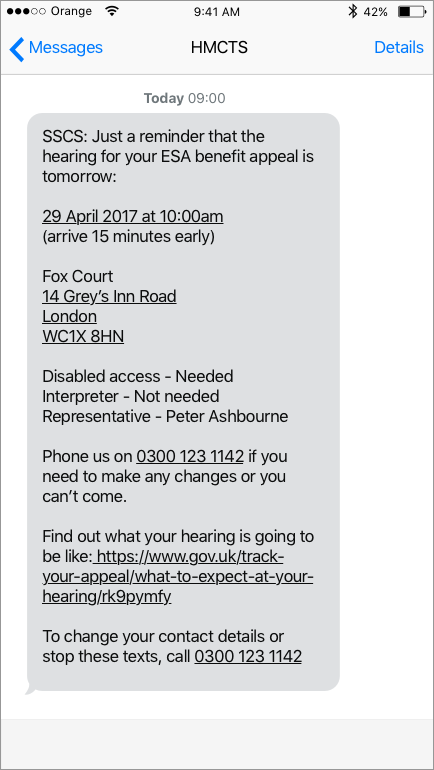 Orange 9:41 AM 42%
Messages HMCTS Details
Today 09:00
SSCS: Just a reminder that the
hearing for your ESA benefit appeal is
tomorrow:
29 April 2017 at 10:00am
(arrive 15 minutes early)
Fox Court
14 Grey’s Inn Road
London
WC1X 8HN
Disabled access - Needed
Interpreter - Not needed
Representative - Peter Ashbourne
Phone us on 0300 123 1142 if you
need to make any changes or you
can’t come.
Find out what your hearing is going to
be like: https://www.gov.uk/track-
your-appeal/what-to-expect-at-your-
hearing/rk9pymfy
To change your contact details or
stop these texts, call 0300 123 1142